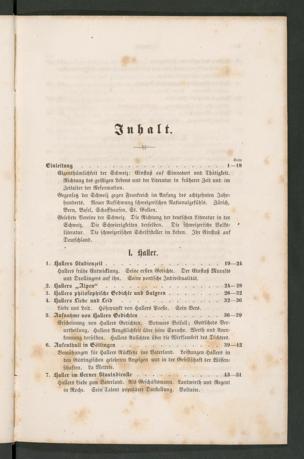 Inhalt.
Seite
Einleitung . . . 1—18
Eigenthümlichkeit der Schweiz: Einfluß auf Sinnesart und Thätigkeit.
Richtung des geistigen Lebens und der Literatur in früherer Zeit und im
Zeitalter der Reformation.
Gegensatz der Schweiz gegen Frankreich im Anfang des achtzehnten Jahr-
hunderts. Neuer Aufschwung schweizerischen Nationalgefühls. Zürich,
Bern, Basel, Schaffhausen, St. Gallen.
Gelehrte Vereine der Schweiz. Die Richtung der deutschen Literatur in der
Schweiz. Die Schwierigkeiten derselben. Die schweizerische Volks-
literatur. Die schweizerischen Schriftsteller im Leben. Ihr Einfluß auf
Deutschland.
I. Haller.
1. Hallers Studienzeit . . . 19—24
Hallers frühe Entwicklung. Seine ersten Gedichte. Der Einfluß Muralts
und Drollingers auf ihn. Seine poetische Individualität.
2. Hallers „Alpen“ . . . 24—28
3. Hallers philosophische Gedichte und Satyren . . . 28—32
4. Hallers Liebe und Leid . . . 32—36
Liebe und Leid. Höhepunkt von Hallers Poesie. Sein Vers.
5. Aufnahme von Hallers Gedichten . . . 36—39
Erscheinung von Hallers Gedichten. Bodmers Beifall; Gottscheds Ver-
urtheilung. Hallers Aengstlichkeit über seine Sprache. Werth und Aner-
kennung derselben. Hallers Ansichten über die Wirksamkeit des Dichters.
6. Aufenthalt in Göttingen . . . 39—42
Bemühungen für Hallers Rückkehr ins Vaterland. Leistungen Hallers in
den Göttingischen gelehrten Anzeigen und in der Gesellschaft der Wissen-
schaften. La Mettrie.
7. Haller im Berner Staatsdienste . . . 43—51
Hallers Liebe zum Vaterland. Als Geschäftsmann. Landwirth und Regent
in Roche. Sein Talent populärer Darstellung. Voltaire.